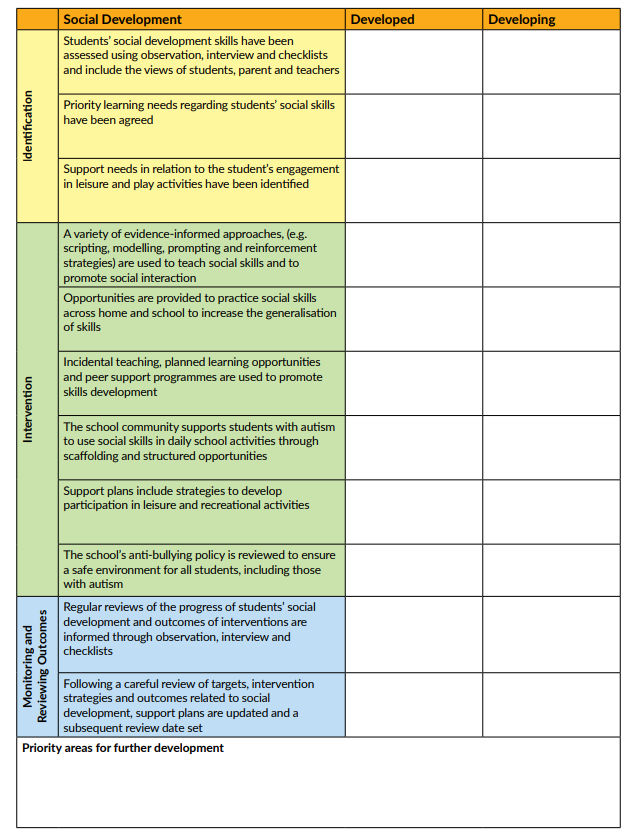 Social Development Developed Developing
Identification
Students' social development skills have been
assessed using observation, interview and checklists
and include the views of students, parent and teachers
Priority learning needs regarding students' social skills
have been agreed
Support needs in relation to the student's engagement
in leisure and play activities have been identified
Intervention
A variety of evidence-informed approaches, (e.g.
scripting, modelling, prompting and reinforcement
strategies) are used to teach social skills and to
promote social interaction
Opportunities are provided to practice social skills
across home and school to increase the generalisation
of skills
Incidental teaching, planned learning opportunities
and peer support programmes are used to promote
skills development
The school community supports students with autism
to use social skills in daily school activities through
scaffolding and structured opportunities
Support plans include strategies to develop
participation in leisure and recreational activities
The school's anti-bullying policy is reviewed to ensure
a safe environment for all students, including those
with autism
Monitoring and
Reviewing Outcomes
Regular reviews of the progress of students' social
development and outcomes of interventions are
informed through observation, interview and
checklists
Following a careful review of targets, intervention
strategies and outcomes related to social
development, support plans are updated and a
subsequent review date set
Priority areas for further development